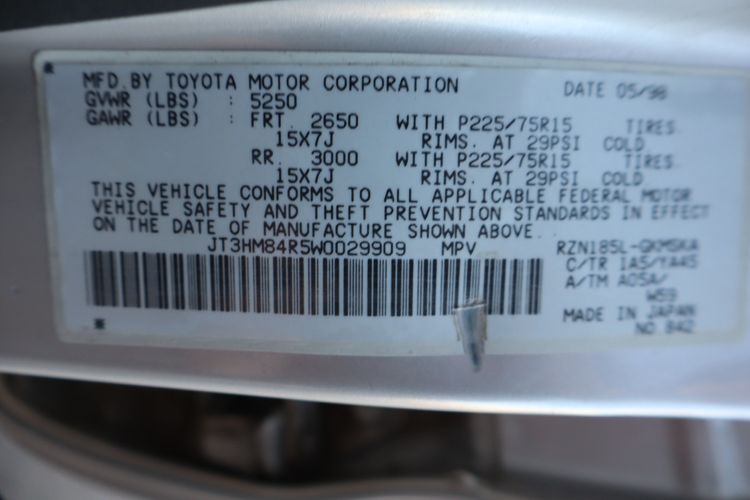 MFD.BY TOYOTA MOTOR CORPORATION DATE 05/98
GVWR (LBS) : 5250
GAWR (LBS) : FRT. 2650 WITH P225/75R15 TIRES.
15X7J RIMS. AT 29PSI COLD.
RR. 3000 WITH P225/75R15 TIRES.
15X7J RIMS. AT 29PSI COLD
THIS VEHICLE CONFORMS TO ALL APPLICABLE FEDERAL MOTOR
VEHICLE SAFETY AND THEFT PREVENTION STANDARDS IN EFFECT
ON THE DATE OF MANUFACTURE SHOWN ABOVE.
JT3HM84R5W0029909 MPV RZN185L-GKMSKA
C/TR 1A5/YA45
A/TM A05A/
W59
MADE IN JAPAN
NO 842